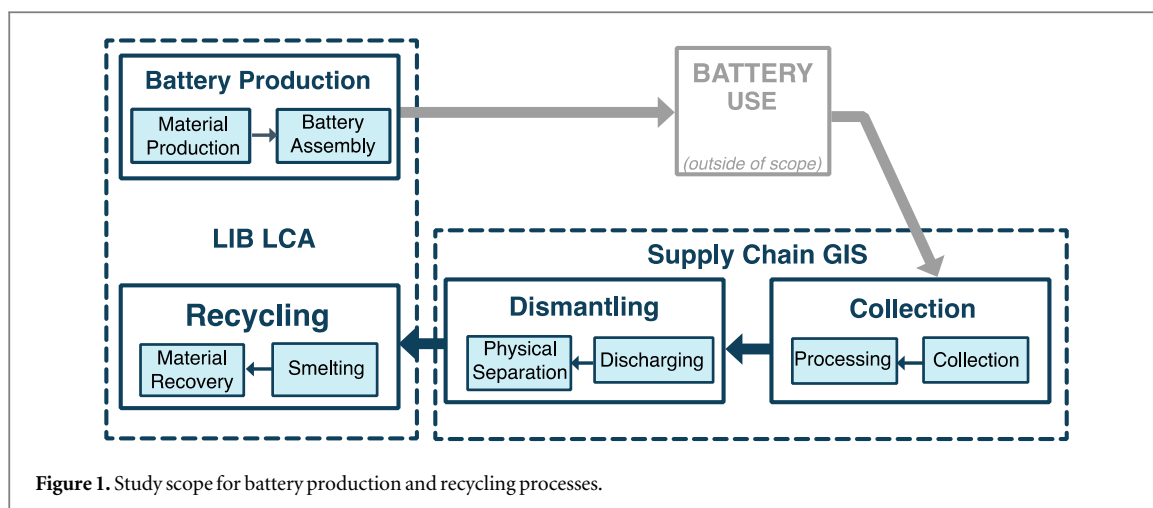 Battery Production
Material
Production
Battery
Assembly
BATTERY
USE
(outside of scope)
LIB LCA
Supply Chain GIS
Recycling
Material
Recovery
Smelting
Dismantling
Physical
Separation
Discharging
Collection
Processing
Collection
Figure 1. Study scope for battery production and recycling processes.